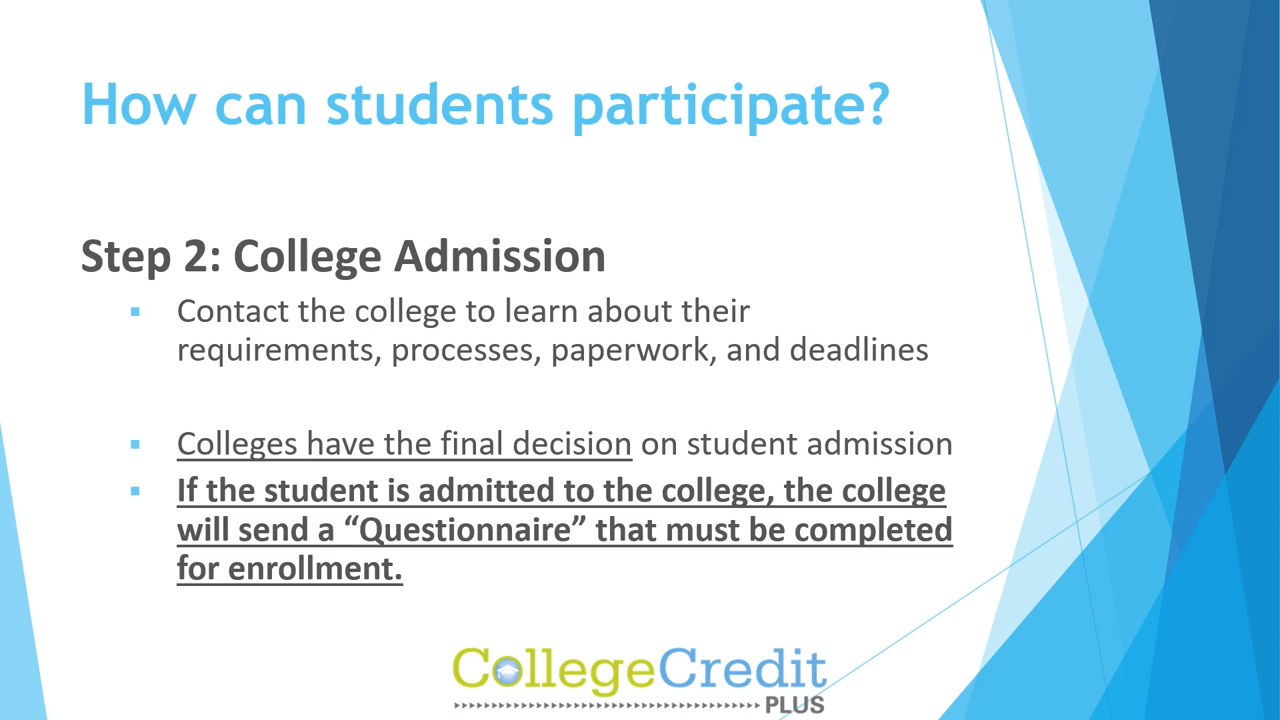 How can students participate?
Step 2: College Admission
▪ Contact the college to learn about their
requirements, processes, paperwork, and deadlines
▪ Colleges have the final decision on student admission
▪ If the student is admitted to the college, the college
will send a “Questionnaire” that must be completed
for enrollment.
CollegeCredit
PLUS